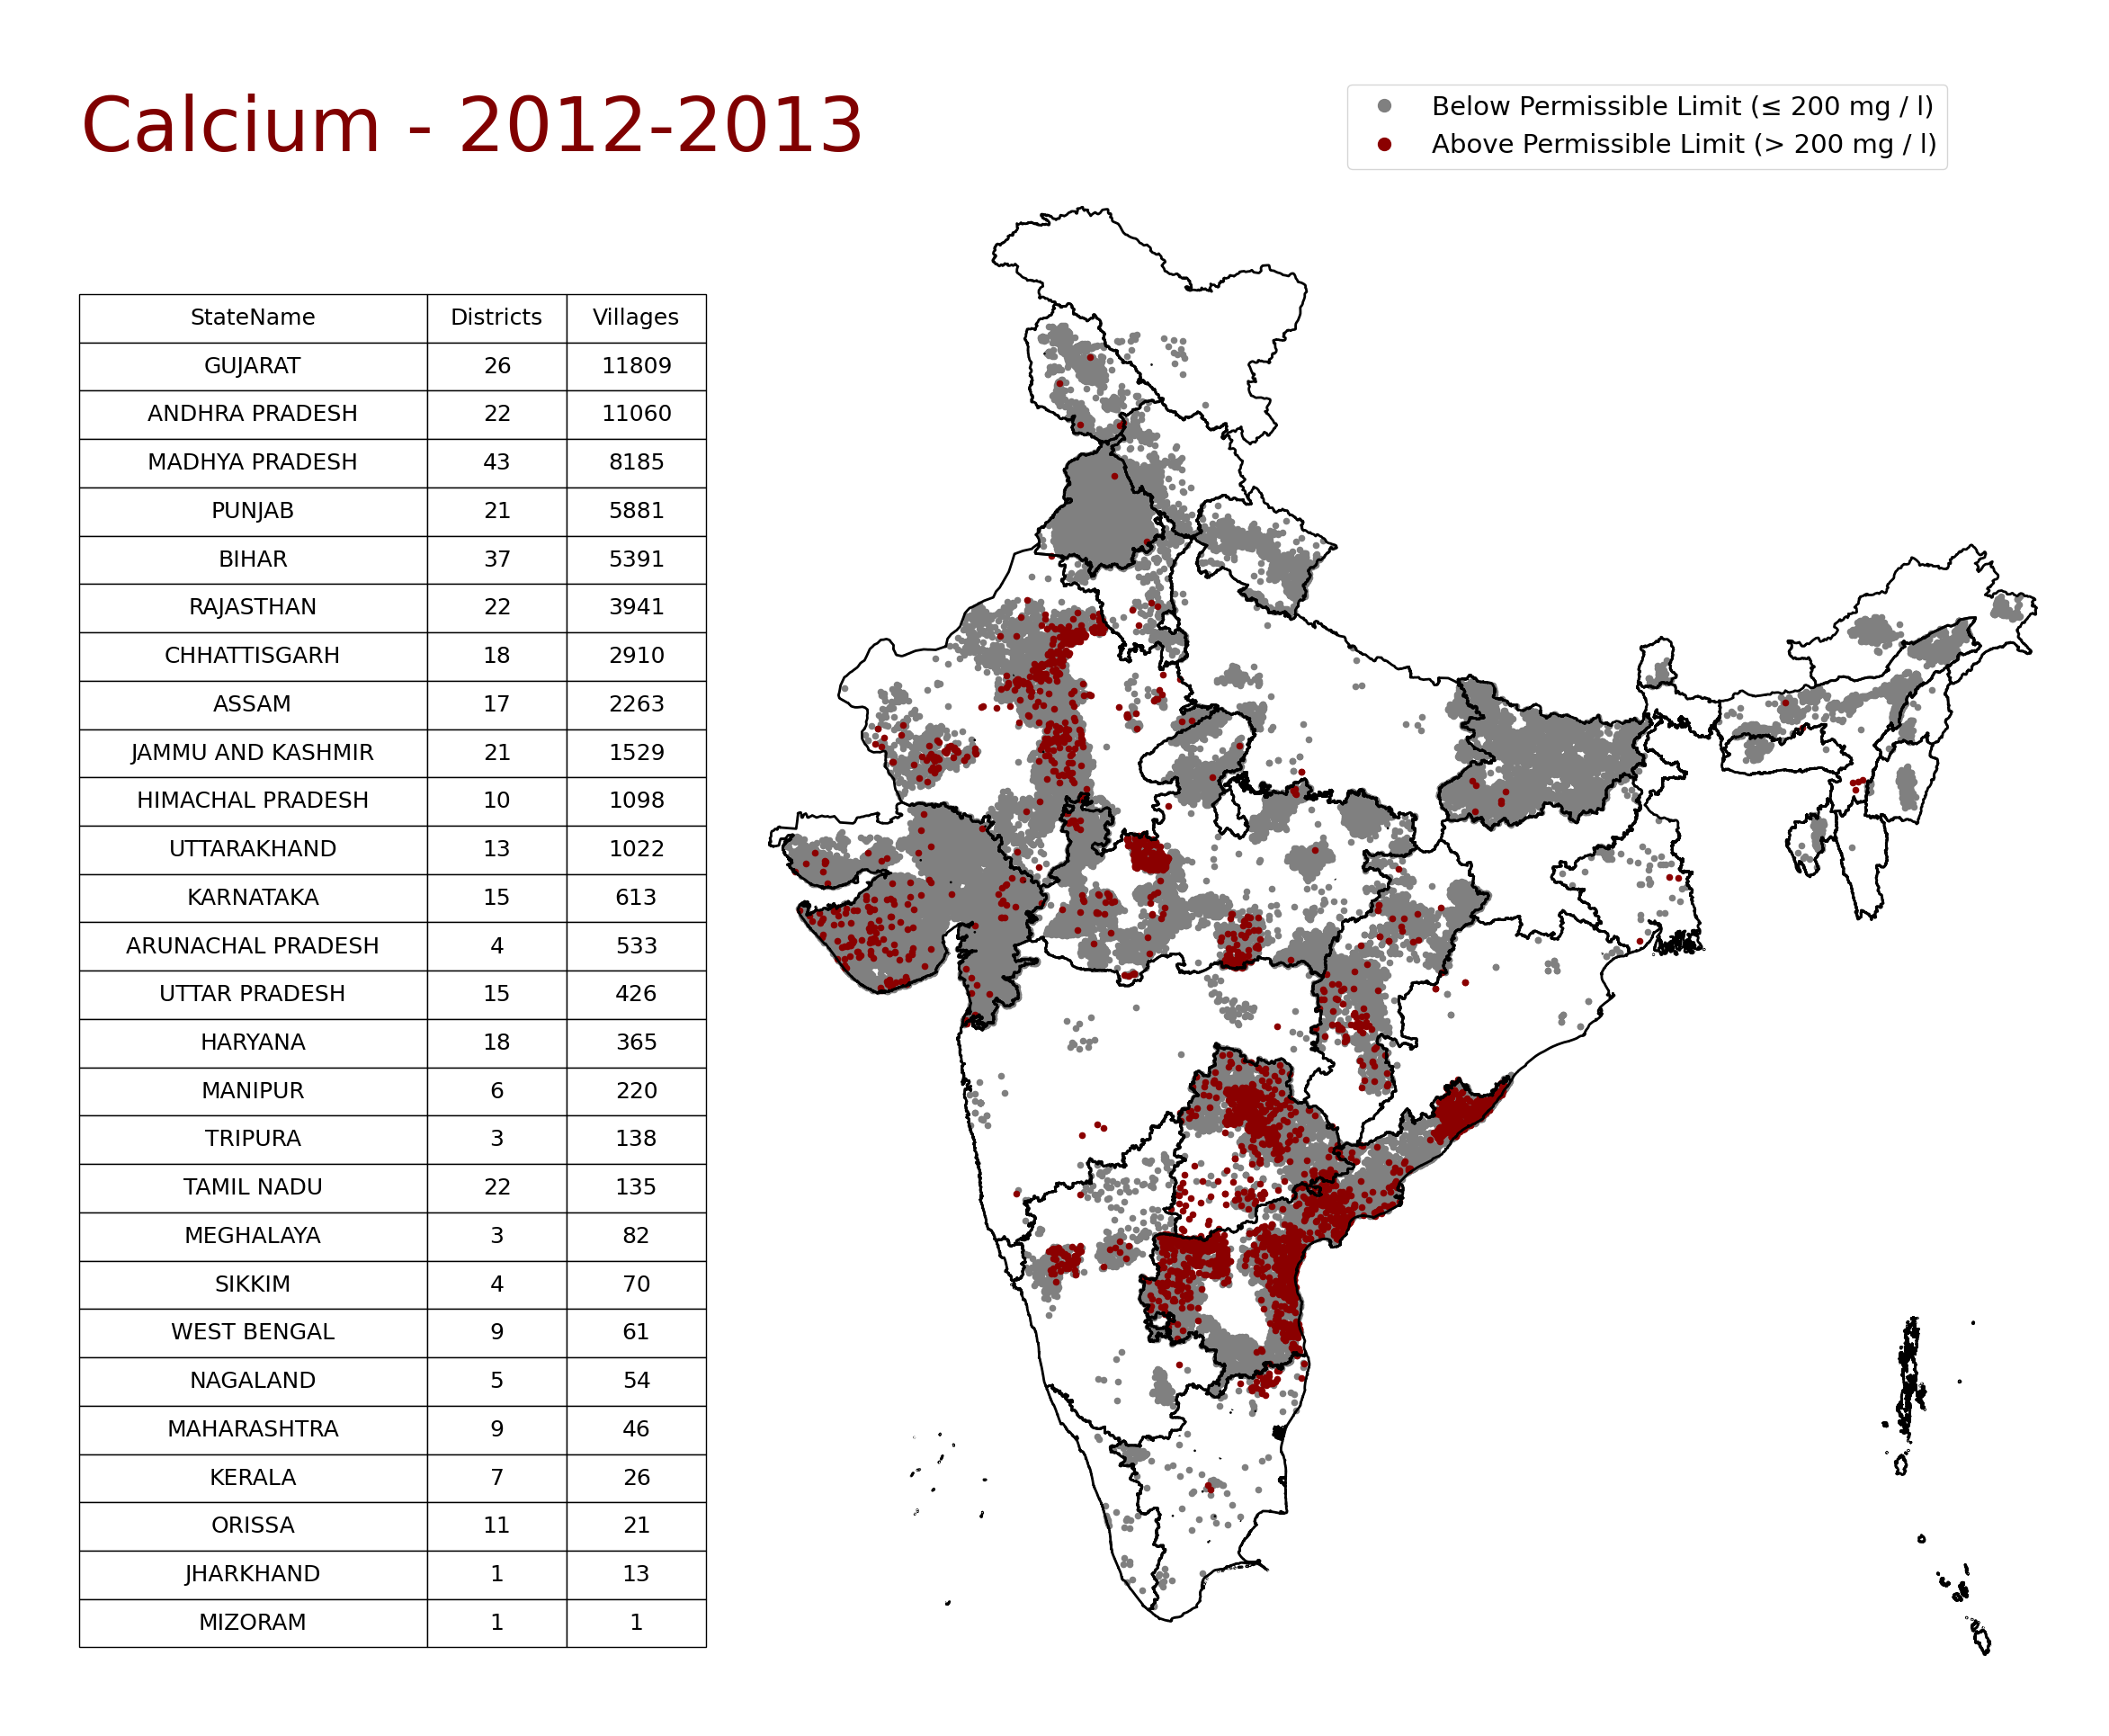 Calcium - 2012-2013
Below Permissible Limit (≤ 200 mg / l)
Above Permissible Limit (> 200 mg / l)
StateName Districts Villages
GUJARAT 26 11809
ANDHRA PRADESH 22 11060
MADHYA PRADESH 43 8185
PUNJAB 21 5881
BIHAR 37 5391
RAJASTHAN 22 3941
CHHATTISGARH 18 2910
ASSAM 17 2263
JAMMU AND KASHMIR 21 1529
HIMACHAL PRADESH 10 1098
UTTARAKHAND 13 1022
KARNATAKA 15 613
ARUNACHAL PRADESH 4 533
UTTAR PRADESH 15 426
HARYANA 18 365
MANIPUR 6 220
TRIPURA 3 138
TAMIL NADU 22 135
MEGHALAYA 3 82
SIKKIM 4 70
WEST BENGAL 9 61
NAGALAND 5 54
MAHARASHTRA 9 46
KERALA 7 26
ORISSA 11 21
JHARKHAND 1 13
MIZORAM 1 1